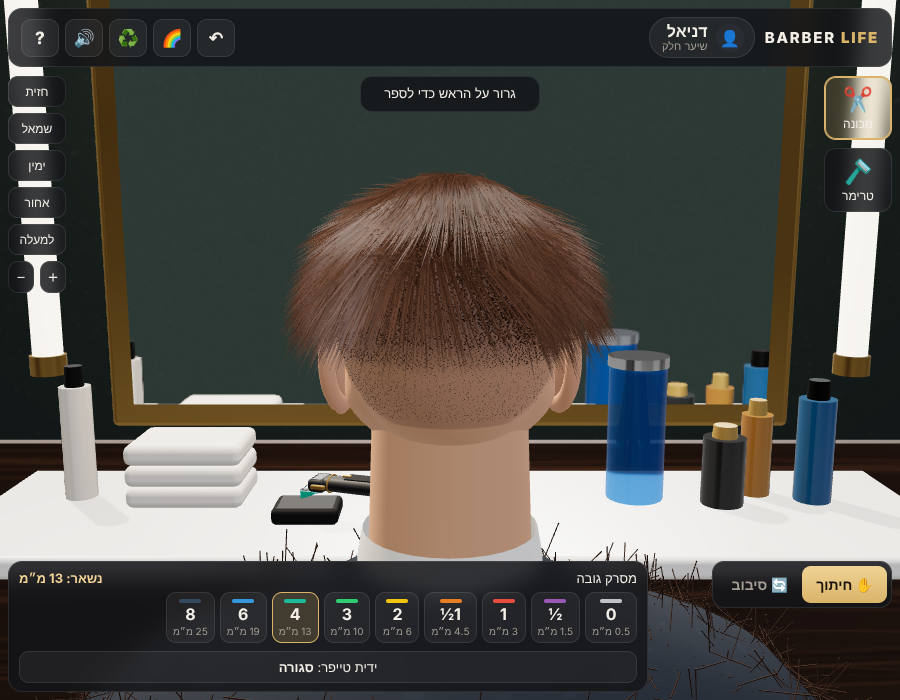 BARBER LIFE
דניאל
שיער חלק
?
גרור על הראש כדי לספר
מכונה
טרימר
חזית
שמאל
ימין
אחור
למעלה
+
−
מסרק גובה
נשאר: 13 מ״מ
0
0.5 מ״מ
½
1.5 מ״מ
1
3 מ״מ
1½
4.5 מ״מ
2
6 מ״מ
3
10 מ״מ
4
13 מ״מ
6
19 מ״מ
8
25 מ״מ
ידית טייפר: סגורה
חיתוך
סיבוב